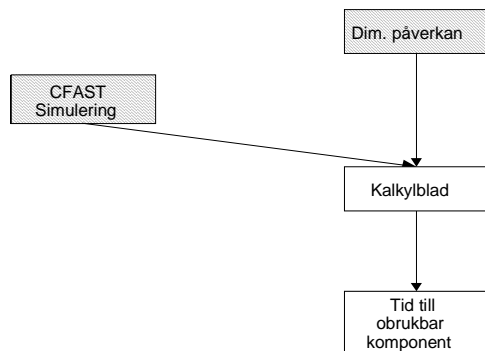 Dim. påverkan
CFAST
Simulering
Kalkylblad
Tid till
obrukbar
komponent